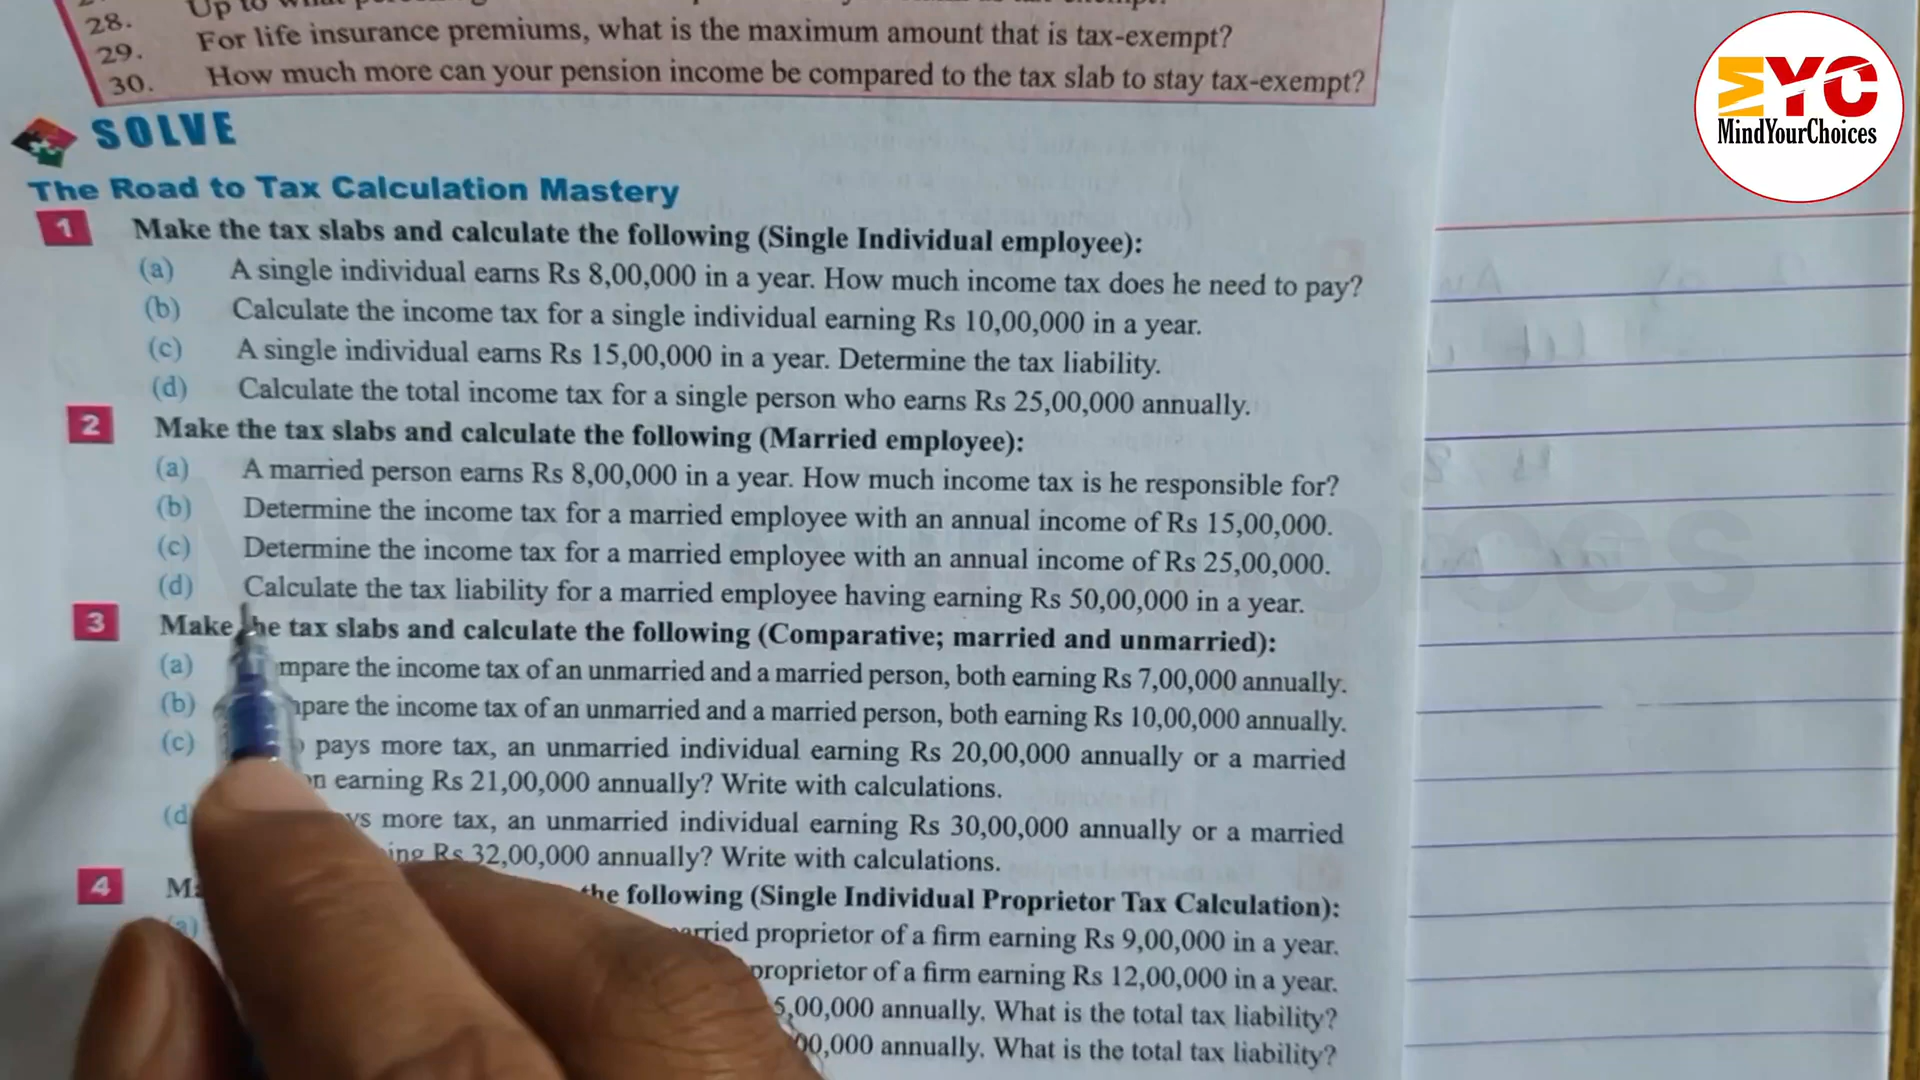 28. Up to what
29. For life insurance premiums, what is the maximum amount that is tax-exempt?
30. How much more can your pension income be compared to the tax slab to stay tax-exempt?
MYC
MindYourChoices
SOLVE
The Road to Tax Calculation Mastery
1 Make the tax slabs and calculate the following (Single Individual employee):
(a) A single individual earns Rs 8,00,000 in a year. How much income tax does he need to pay?
(b) Calculate the income tax for a single individual earning Rs 10,00,000 in a year.
(c) A single individual earns Rs 15,00,000 in a year. Determine the tax liability.
(d) Calculate the total income tax for a single person who earns Rs 25,00,000 annually.
2 Make the tax slabs and calculate the following (Married employee):
(a) A married person earns Rs 8,00,000 in a year. How much income tax is he responsible for?
(b) Determine the income tax for a married employee with an annual income of Rs 15,00,000.
(c) Determine the income tax for a married employee with an annual income of Rs 25,00,000.
(d) Calculate the tax liability for a married employee having earning Rs 50,00,000 in a year.
3 Make the tax slabs and calculate the following (Comparative; married and unmarried):
(a) mpare the income tax of an unmarried and a married person, both earning Rs 7,00,000 annually.
(b) pare the income tax of an unmarried and a married person, both earning Rs 10,00,000 annually.
(c) pays more tax, an unmarried individual earning Rs 20,00,000 annually or a married
on earning Rs 21,00,000 annually? Write with calculations.
(d ys more tax, an unmarried individual earning Rs 30,00,000 annually or a married
ing Rs 32,00,000 annually? Write with calculations.
4 Ma the following (Single Individual Proprietor Tax Calculation):
(a) arried proprietor of a firm earning Rs 9,00,000 in a year.
proprietor of a firm earning Rs 12,00,000 in a year.
5,00,000 annually. What is the total tax liability?
00,000 annually. What is the total tax liability?
MindYourChoices